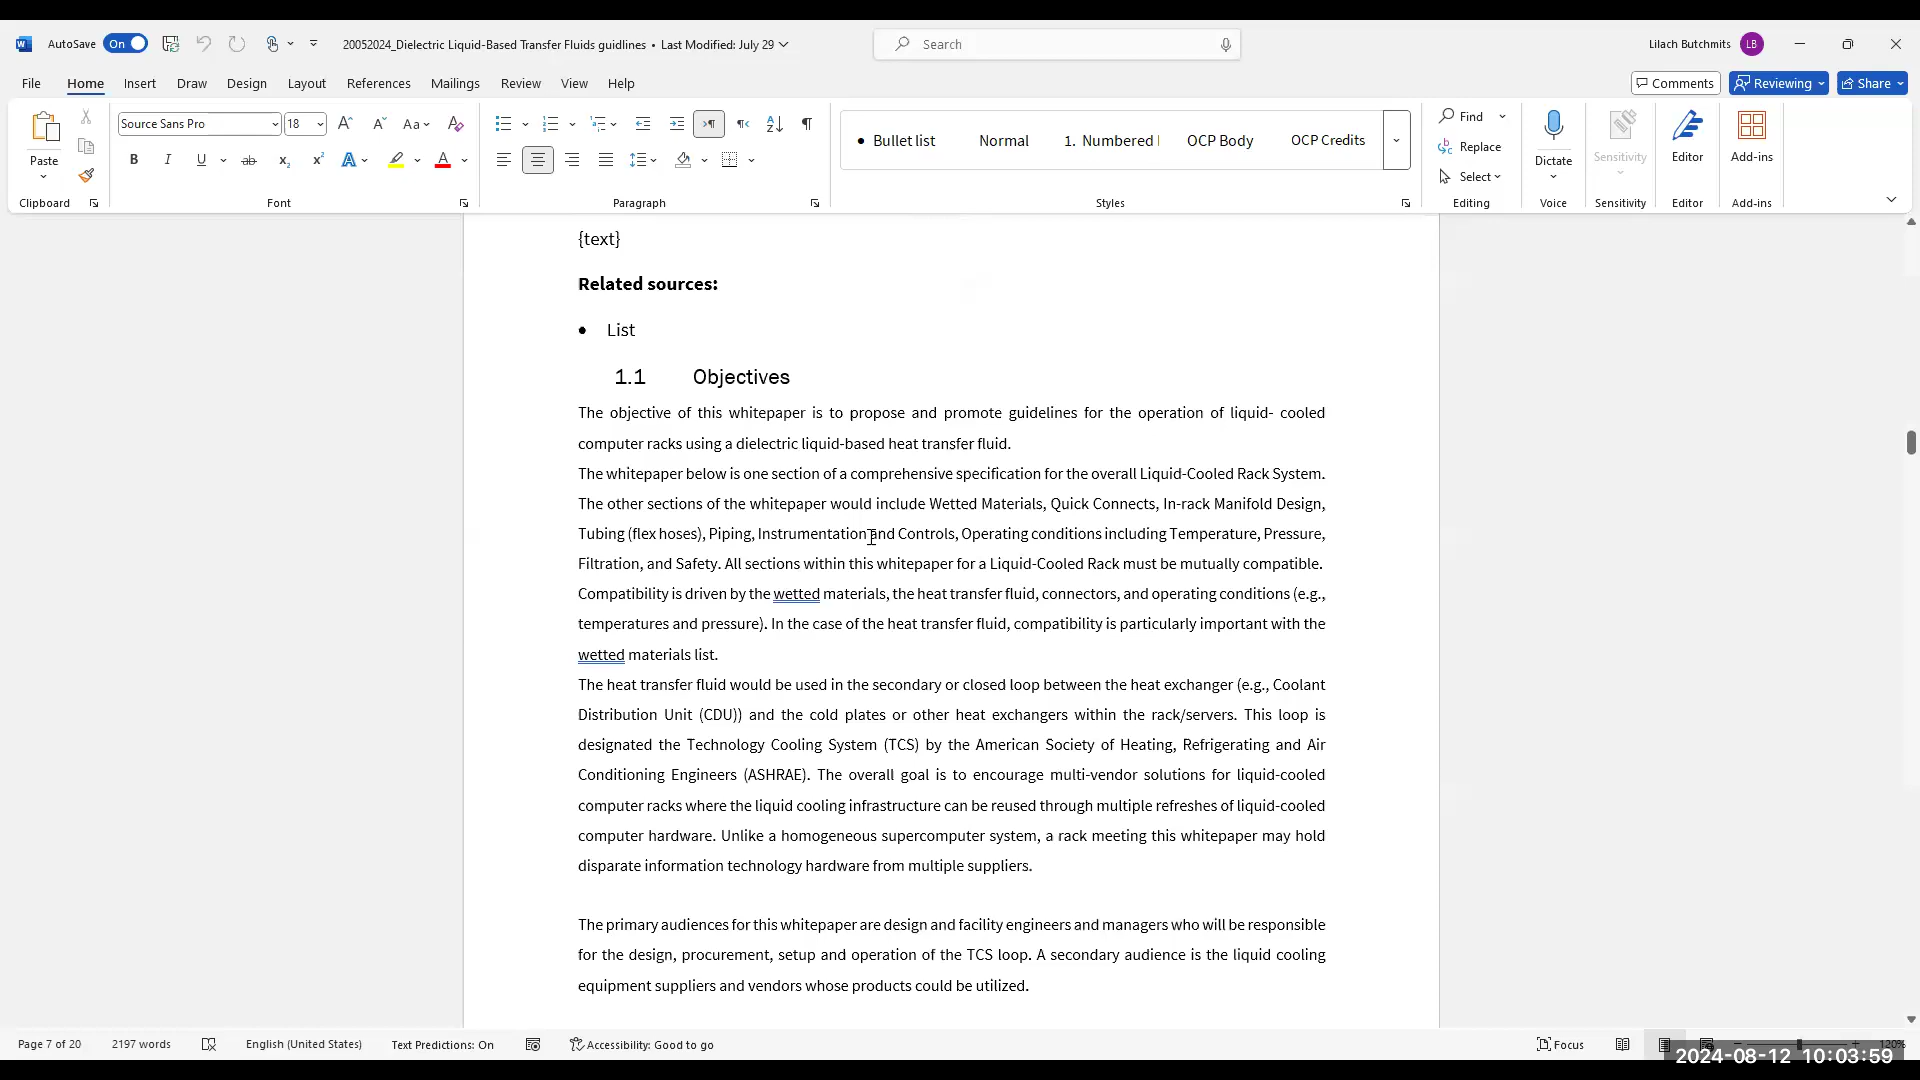 AutoSave On 20052024_Dielectric Liquid-Based Transfer Fluids guidlines • Last Modified: July 29 Search Lilach Butchmits LB
File Home Insert Draw Design Layout References Mailings Review View Help Comments Reviewing Share
Source Sans Pro 18 Aa
Bullet list Normal 1. Numbered OCP Body OCP Credits
Paste Find Replace Select Dictate Sensitivity Editor Add-ins
Clipboard Font Paragraph Styles Editing Voice Sensitivity Editor Add-ins
{text}
Related sources:
• List
1.1 Objectives
The objective of this whitepaper is to propose and promote guidelines for the operation of liquid- cooled
computer racks using a dielectric liquid-based heat transfer fluid.
The whitepaper below is one section of a comprehensive specification for the overall Liquid-Cooled Rack System.
The other sections of the whitepaper would include Wetted Materials, Quick Connects, In-rack Manifold Design,
Tubing (flex hoses), Piping, Instrumentation and Controls, Operating conditions including Temperature, Pressure,
Filtration, and Safety. All sections within this whitepaper for a Liquid-Cooled Rack must be mutually compatible.
Compatibility is driven by the wetted materials, the heat transfer fluid, connectors, and operating conditions (e.g.,
temperatures and pressure). In the case of the heat transfer fluid, compatibility is particularly important with the
wetted materials list.
The heat transfer fluid would be used in the secondary or closed loop between the heat exchanger (e.g., Coolant
Distribution Unit (CDU)) and the cold plates or other heat exchangers within the rack/servers. This loop is
designated the Technology Cooling System (TCS) by the American Society of Heating, Refrigerating and Air
Conditioning Engineers (ASHRAE). The overall goal is to encourage multi-vendor solutions for liquid-cooled
computer racks where the liquid cooling infrastructure can be reused through multiple refreshes of liquid-cooled
computer hardware. Unlike a homogeneous supercomputer system, a rack meeting this whitepaper may hold
disparate information technology hardware from multiple suppliers.
The primary audiences for this whitepaper are design and facility engineers and managers who will be responsible
for the design, procurement, setup and operation of the TCS loop. A secondary audience is the liquid cooling
equipment suppliers and vendors whose products could be utilized.
Page 7 of 20 2197 words English (United States) Text Predictions: On Accessibility: Good to go Focus 120%
2024-08-12 10:03:59